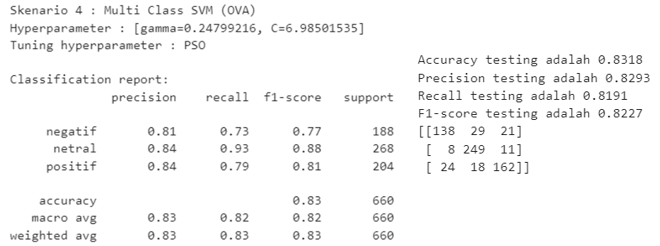 Skenario 4 : Multi Class SVM (OVA)
Hyperparameter : [gamma=0.24799216, C=6.98501535]
Tuning hyperparameter : PSO
Classification report:
precision recall f1-score support
negatif 0.81 0.73 0.77 188
netral 0.84 0.93 0.88 268
positif 0.84 0.79 0.81 204
accuracy 0.83 660
macro avg 0.83 0.82 0.82 660
weighted avg 0.83 0.83 0.83 660
Accuracy testing adalah 0.8318
Precision testing adalah 0.8293
Recall testing adalah 0.8191
F1-score testing adalah 0.8227
[[138 29 21]
[ 8 249 11]
[ 24 18 162]]